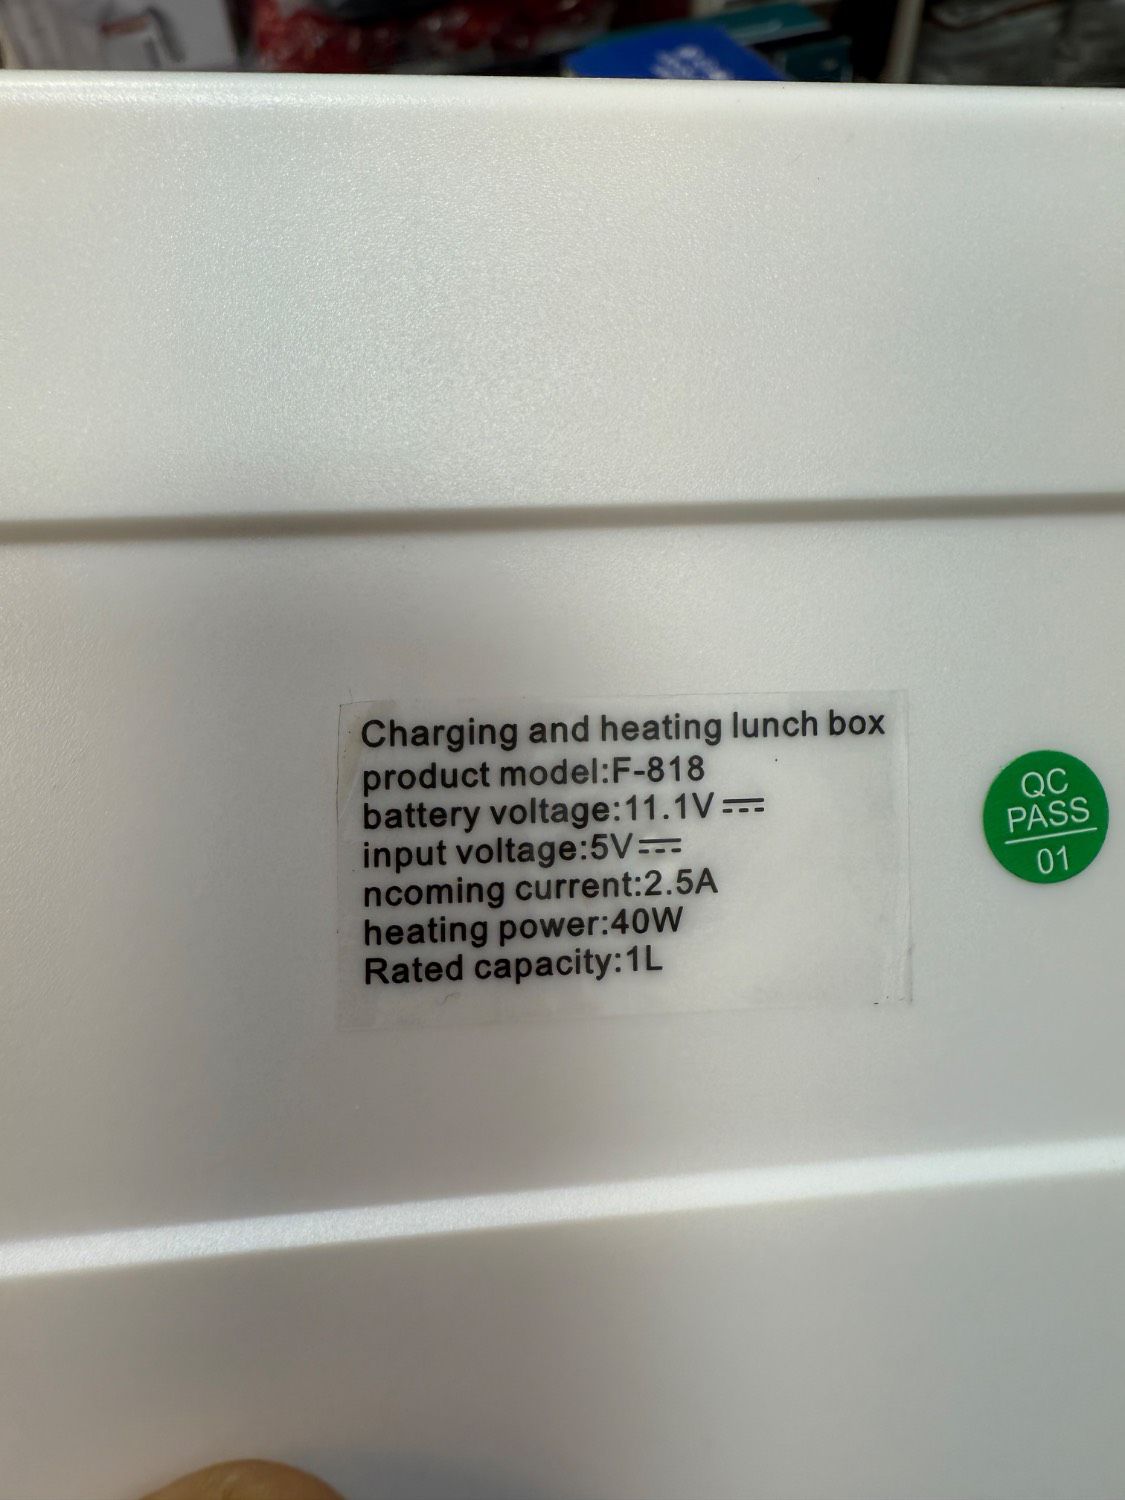 Charging and heating lunch box
product model:F-818
battery voltage:11.1V⎓
input voltage:5V⎓
ncoming current:2.5A
heating power:40W
Rated capacity:1L
QC
PASS
01